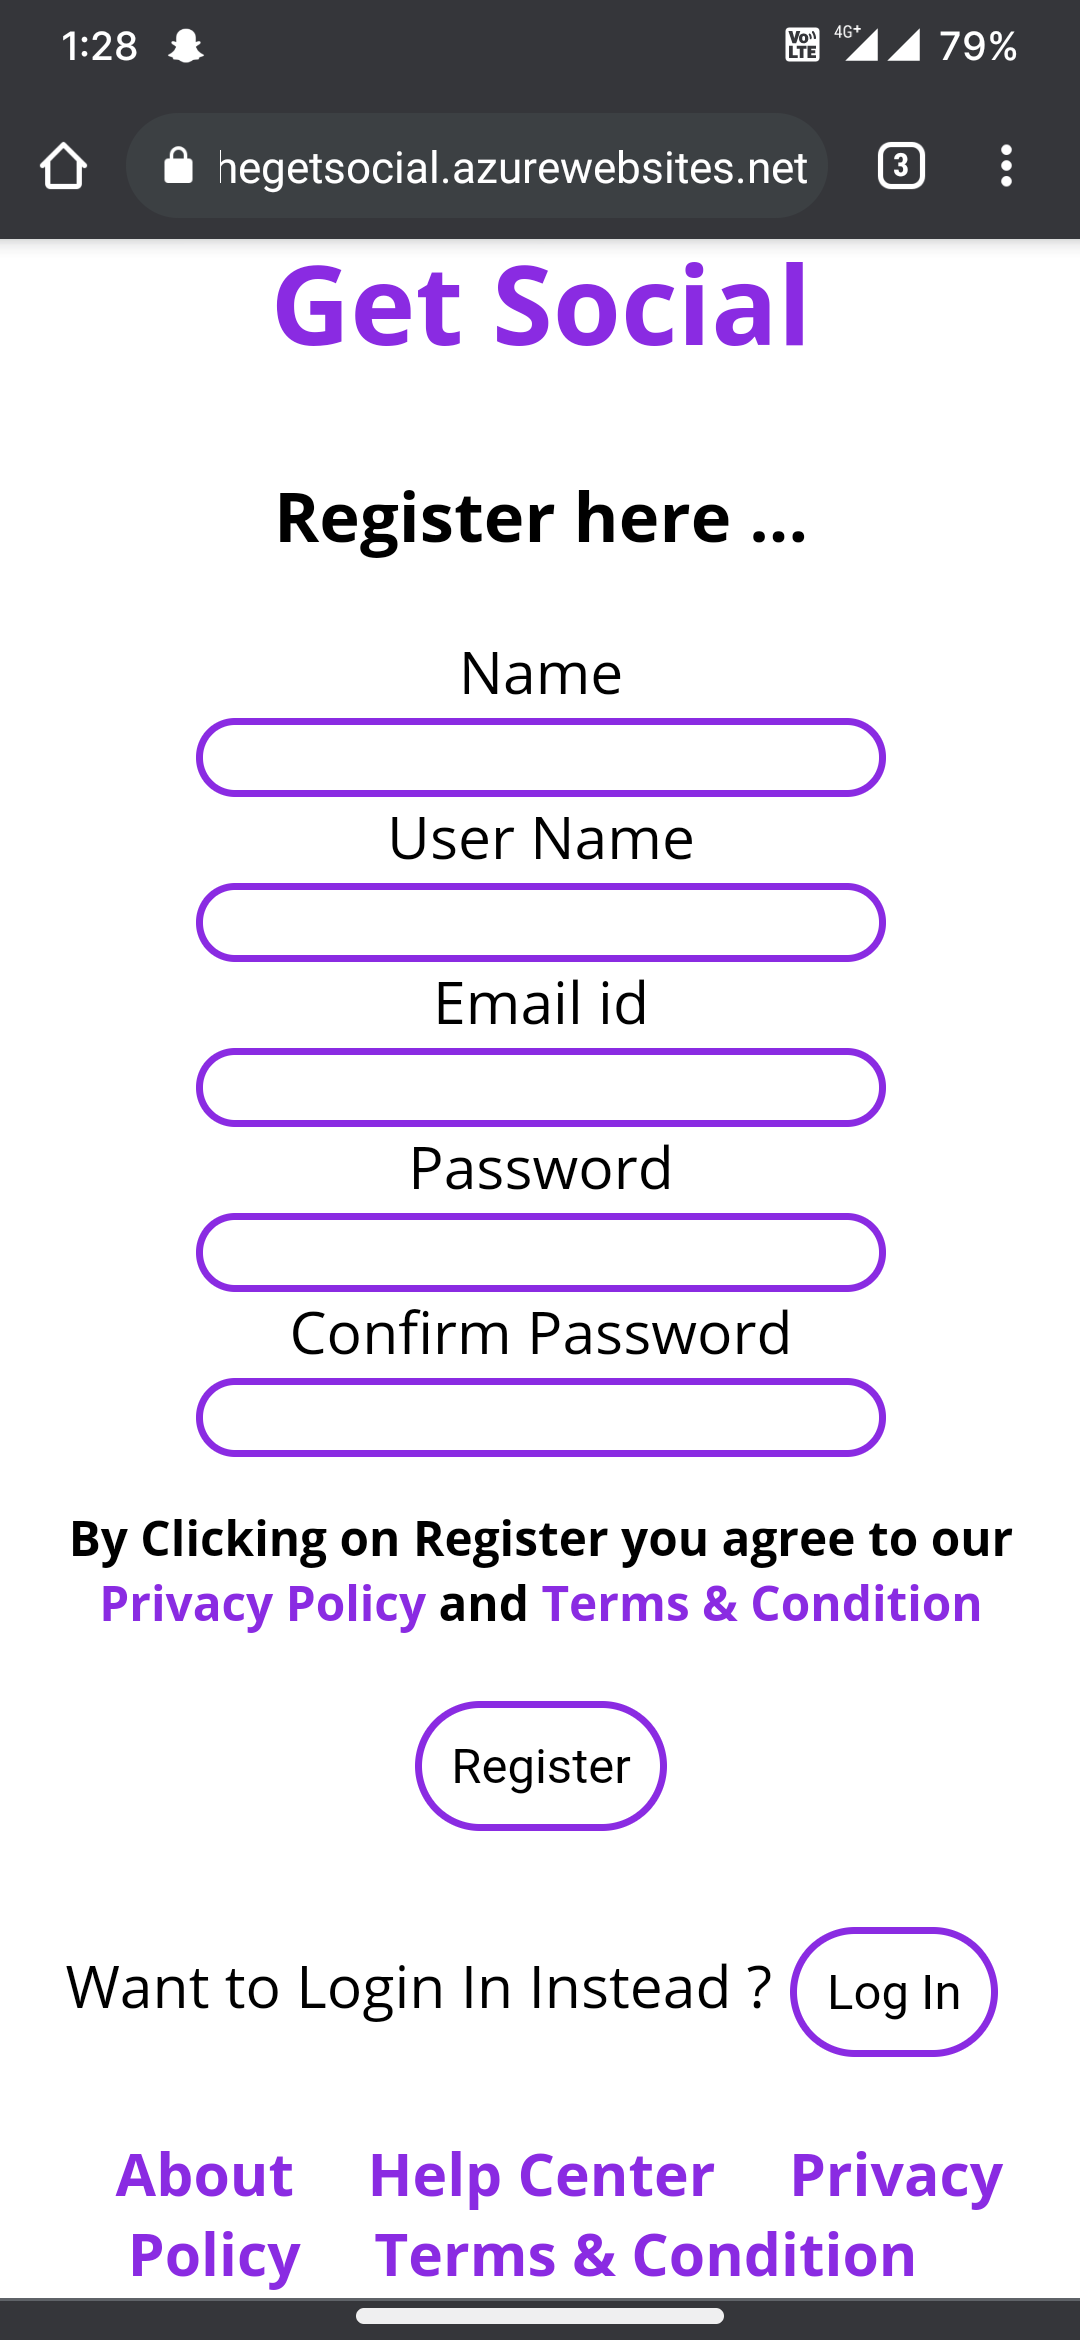 1:28 VoLTE 4G+ 79%
hegetsocial.azurewebsites.net 3
Get Social
Register here ...
Name
User Name
Email id
Password
Confirm Password
By Clicking on Register you agree to our
Privacy Policy and Terms & Condition
Register
Want to Login In Instead ? Log In
About Help Center Privacy
Policy Terms & Condition